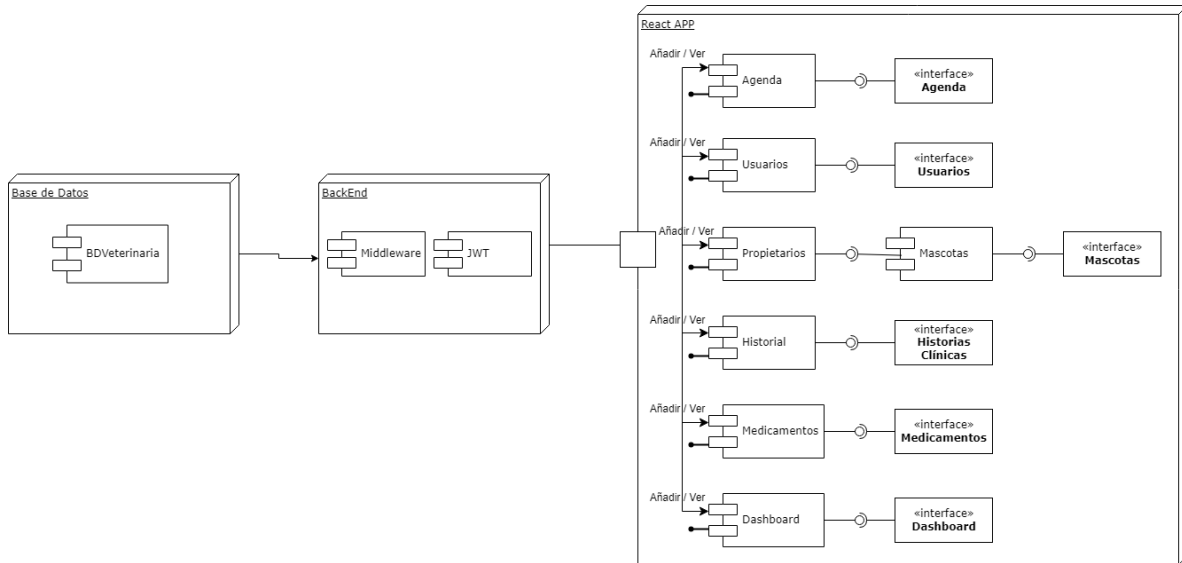 React APP
Añadir / Ver
Agenda
«interface»
Agenda
Añadir / Ver
Usuarios
«interface»
Usuarios
Base de Datos
BDVeterinaria
BackEnd
Middleware
JWT
Añadir / Ver
Propietarios
Mascotas
«interface»
Mascotas
Añadir / Ver
Historial
«interface»
Historias
Clínicas
Añadir / Ver
Medicamentos
«interface»
Medicamentos
Añadir / Ver
Dashboard
«interface»
Dashboard